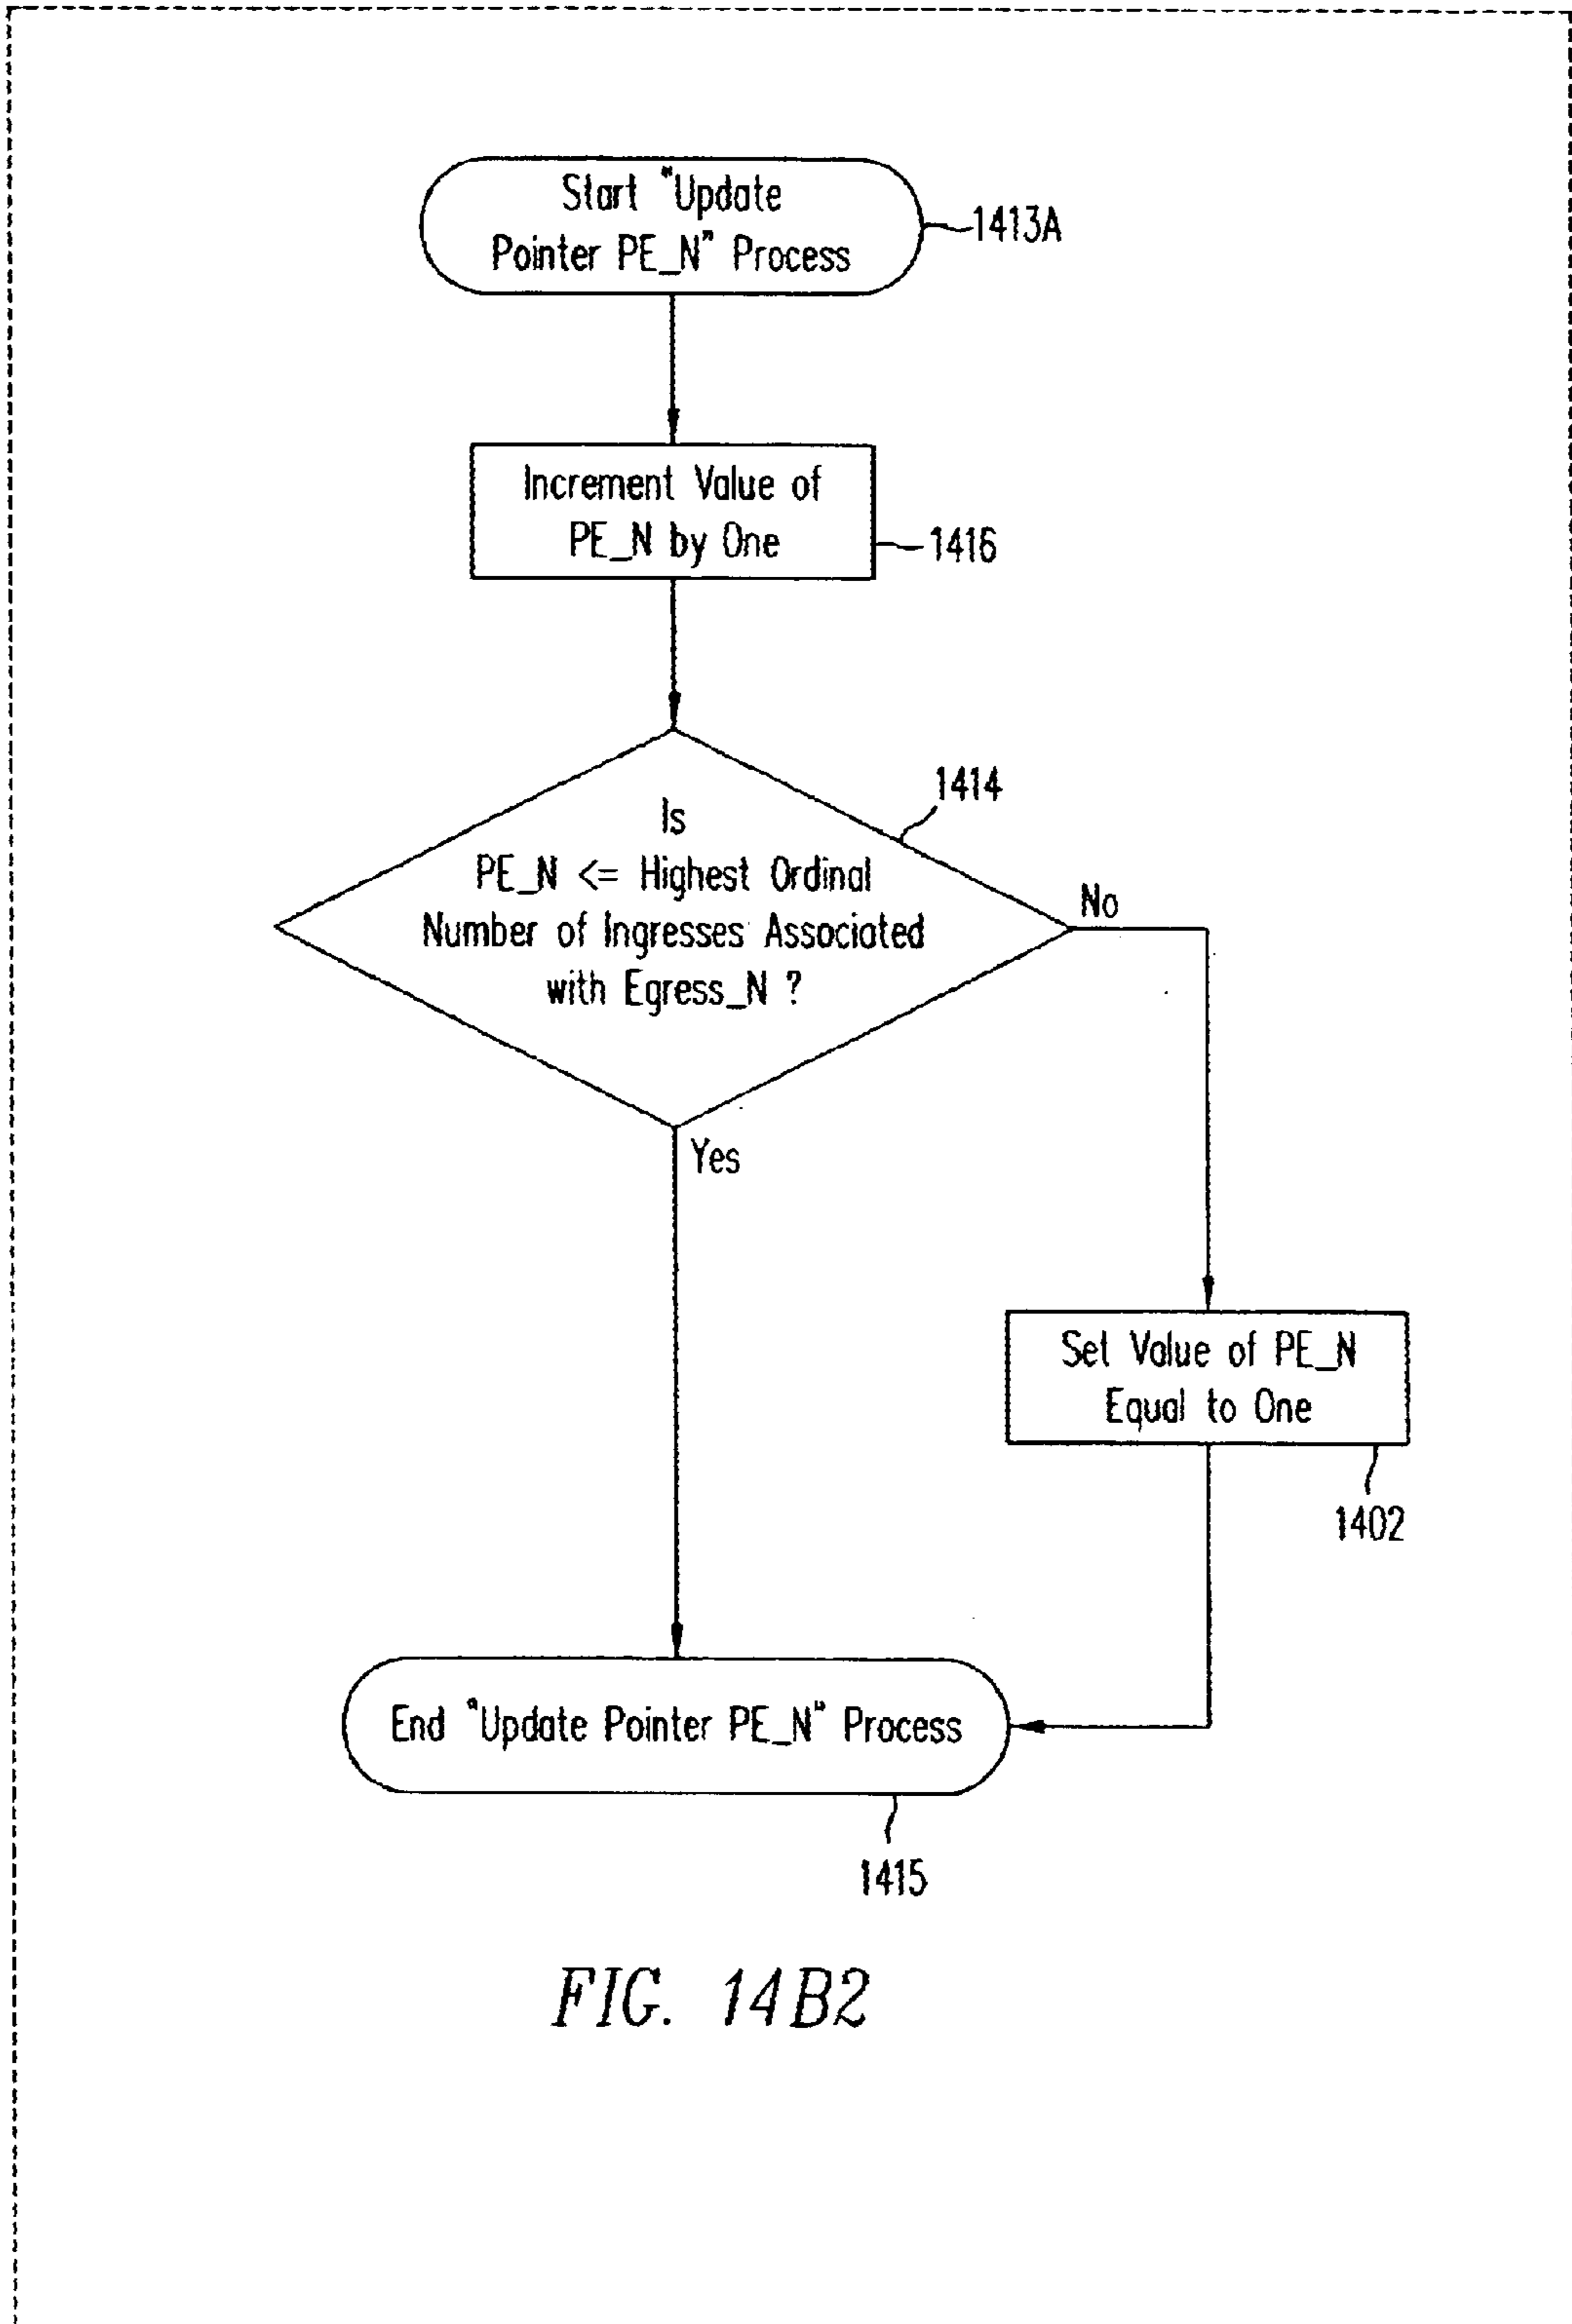 Start "Update
Pointer PE_N" Process
1413A
Increment Value of
PE_N by One
1416
1414
Is
PE_N <= Highest Ordinal
Number of Ingresses Associated
with Egress_N ?
No
Yes
Set Value of PE_N
Equal to One
1402
End "Update Pointer PE_N" Process
1415
FIG. 14B2